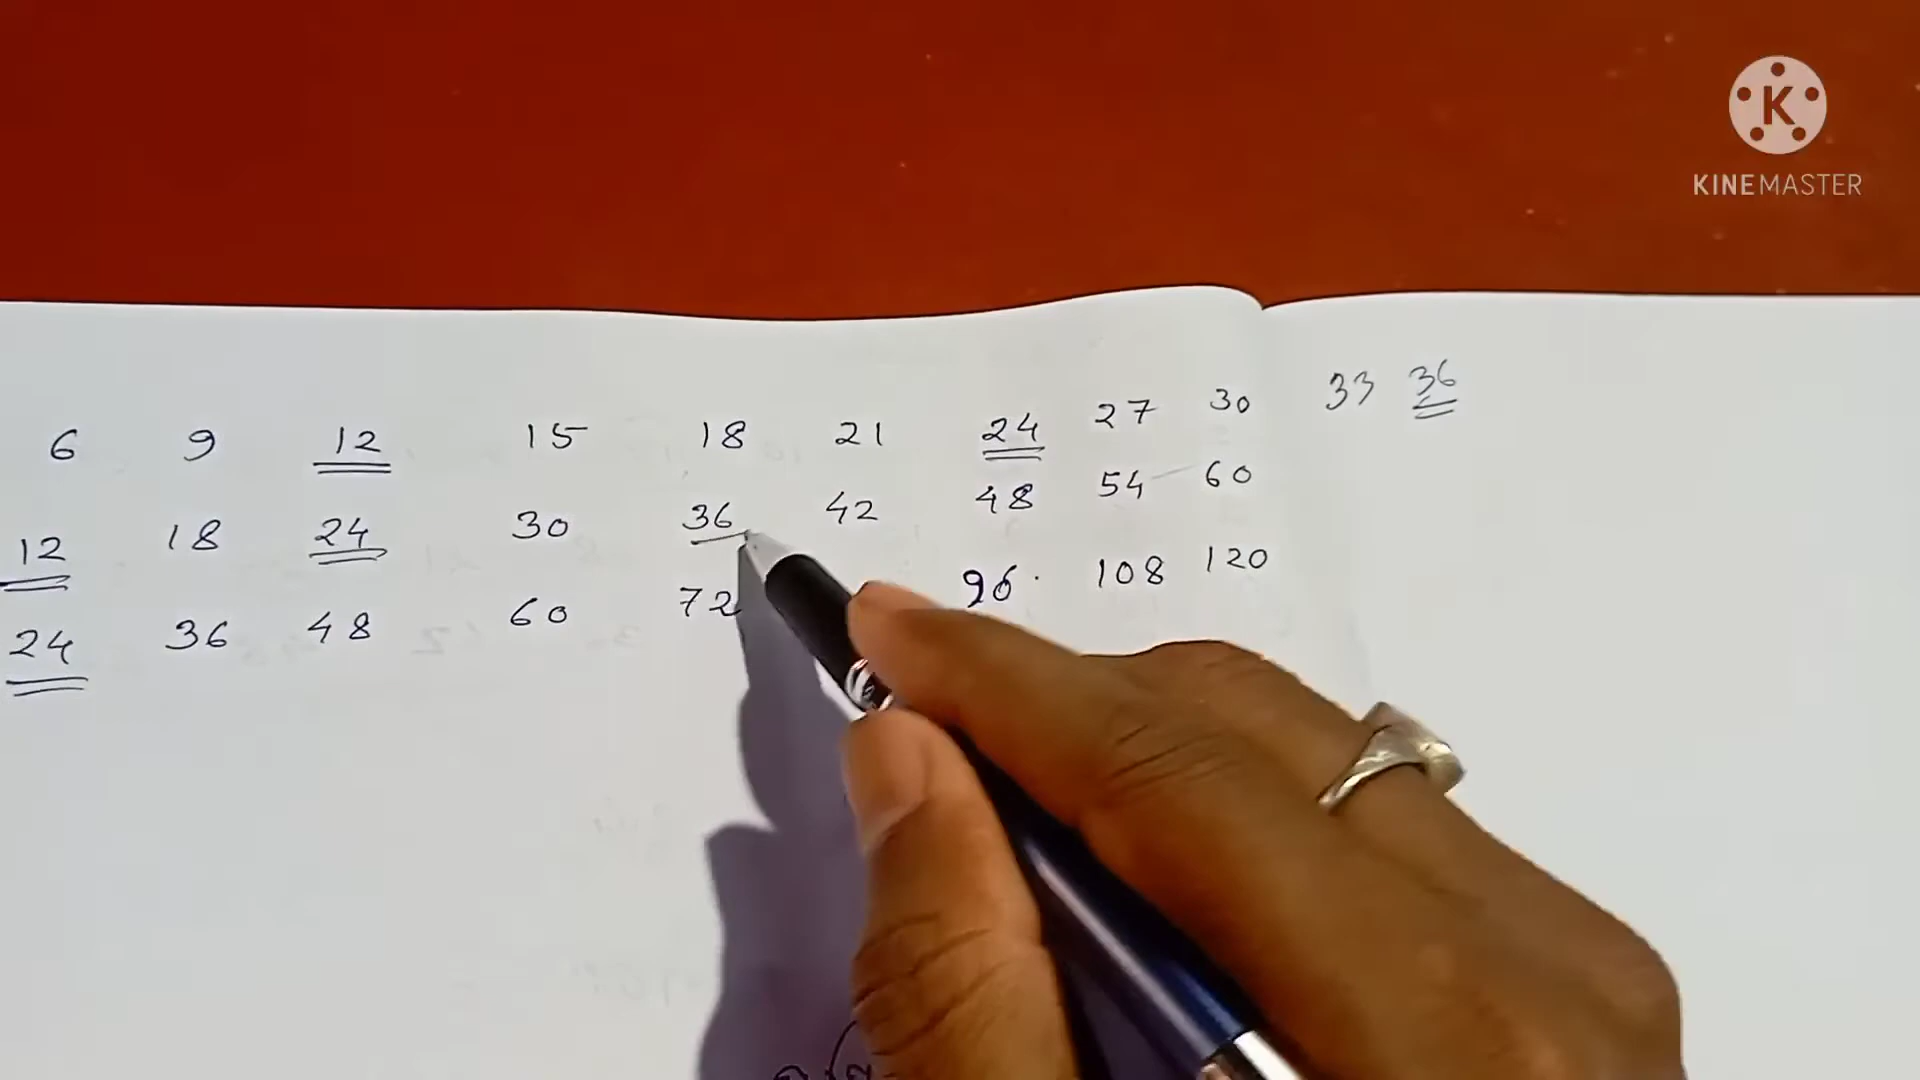 K
KINEMASTER
6 9 12 15 18 21 24 27 30 33 36
12 18 24 30 36 42 48 54 60
24 36 48 60 72 96 108 120